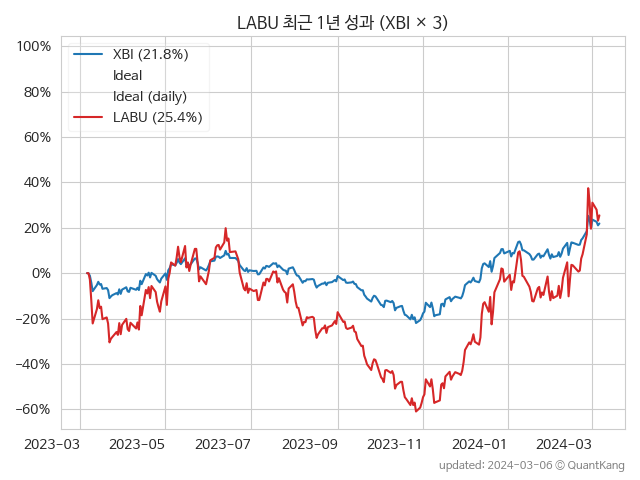 LABU 최근 1년 성과 (XBI × 3)
100%
80%
60%
40%
20%
0%
−20%
−40%
−60%
XBI (21.8%)
Ideal
Ideal (daily)
LABU (25.4%)
2023-03 2023-05 2023-07 2023-09 2023-11 2024-01 2024-03
updated: 2024-03-06 © QuantKang